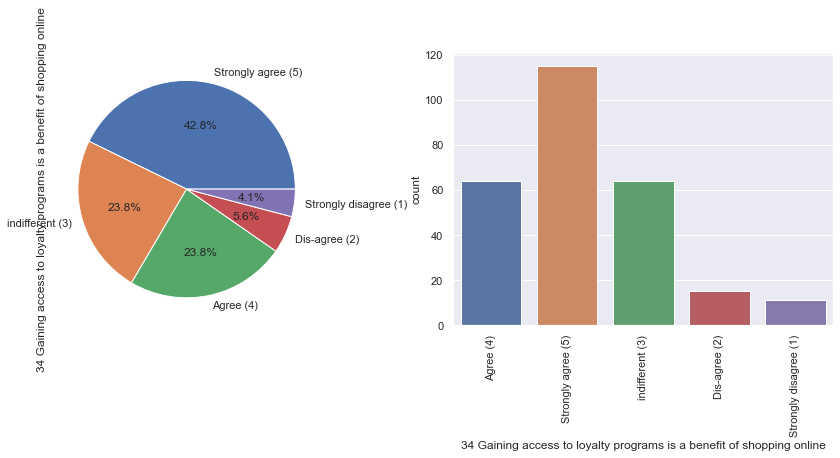 34 Gaining access to loyalty programs is a benefit of shopping online
Strongly agree (5)
42.8%
indifferent (3)
23.8%
Agree (4)
23.8%
Dis-agree (2)
5.6%
Strongly disagree (1)
4.1%
count
120
100
80
60
40
20
0
Agree (4)
Strongly agree (5)
indifferent (3)
Dis-agree (2)
Strongly disagree (1)
34 Gaining access to loyalty programs is a benefit of shopping online